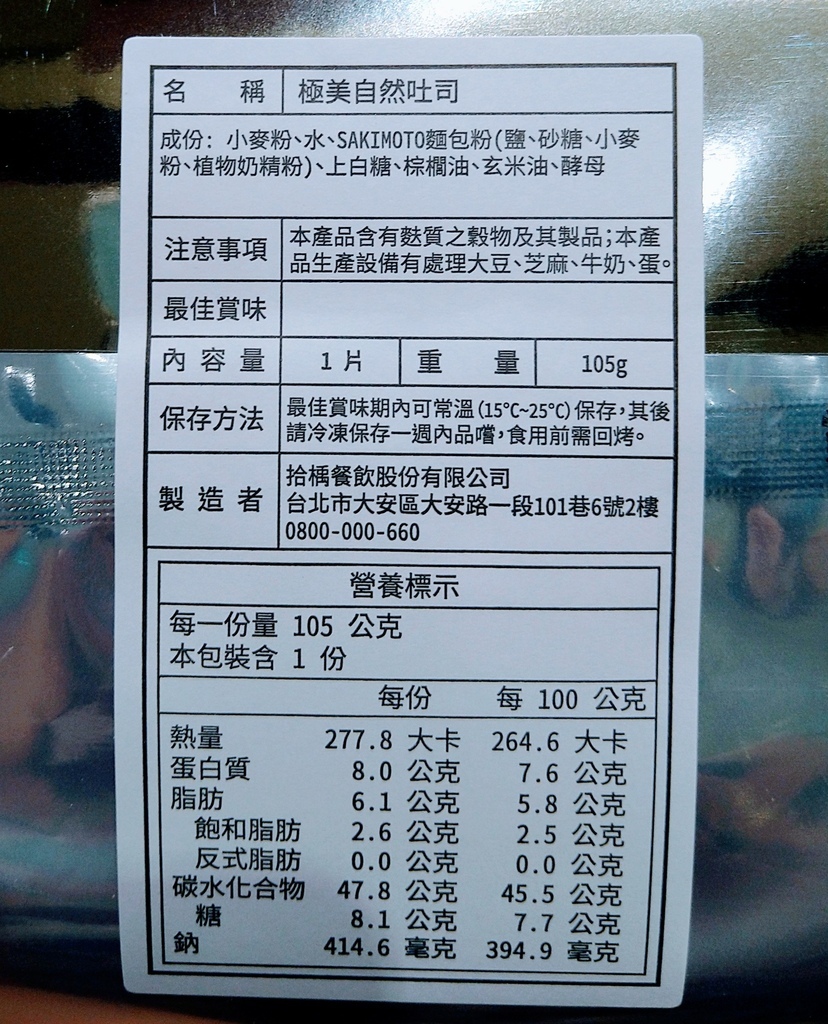 名 稱 極美自然吐司
成份: 小麥粉、水、SAKIMOTO麵包粉(鹽、砂糖、小麥
粉、植物奶精粉)、上白糖、棕櫚油、玄米油、酵母
注意事項 本產品含有麩質之穀物及其製品;本產
品生產設備有處理大豆、芝麻、牛奶、蛋。
最佳賞味
內容量 1片 重 量 105g
保存方法 最佳賞味期內可常溫(15°C~25°C)保存,其後
請冷凍保存一週內品嚐,食用前需回烤。
製造者 拾楀餐飲股份有限公司
台北市大安區大安路一段101巷6號2樓
0800-000-660
營養標示
每一份量 105 公克
本包裝含 1 份
每份 每 100 公克
熱量 277.8 大卡 264.6 大卡
蛋白質 8.0 公克 7.6 公克
脂肪 6.1 公克 5.8 公克
飽和脂肪 2.6 公克 2.5 公克
反式脂肪 0.0 公克 0.0 公克
碳水化合物 47.8 公克 45.5 公克
糖 8.1 公克 7.7 公克
鈉 414.6 毫克 394.9 毫克